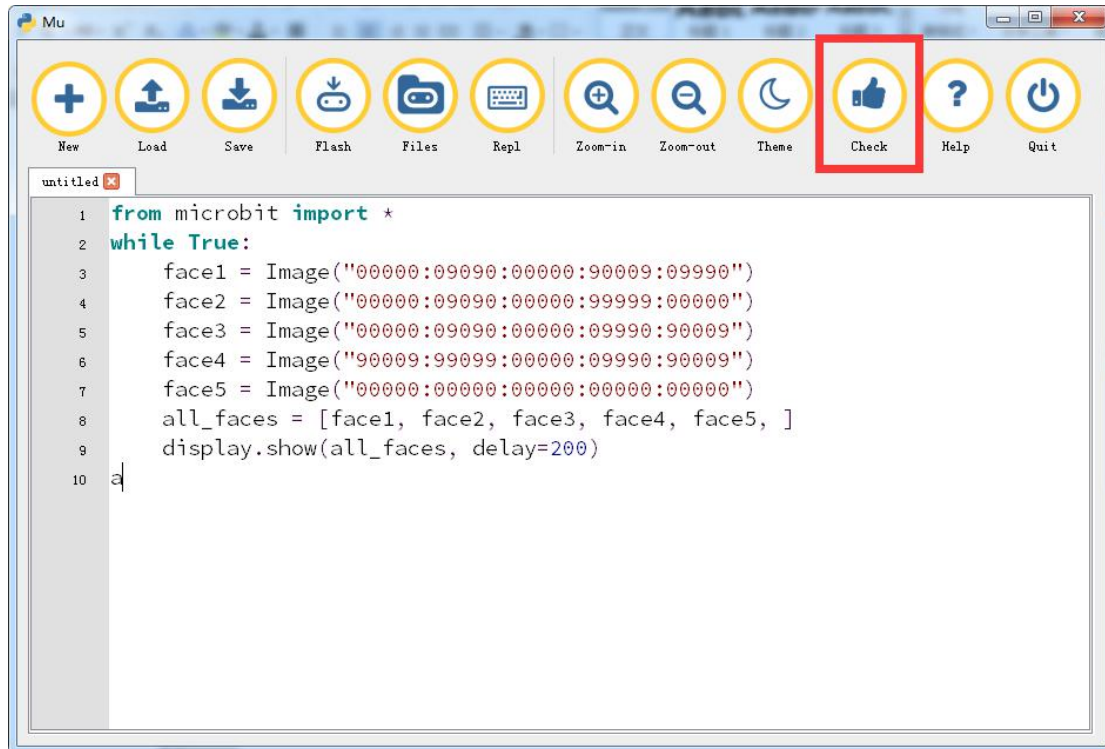 Mu
New Load Save Flash Files Repl Zoom-in Zoom-out Theme Check Help Quit
untitled
1 from microbit import *
2 while True:
3     face1 = Image("00000:09090:00000:90009:09990")
4     face2 = Image("00000:09090:00000:99999:00000")
5     face3 = Image("00000:09090:00000:09990:90009")
6     face4 = Image("90009:99099:00000:09990:90009")
7     face5 = Image("00000:00000:00000:00000:00000")
8     all_faces = [face1, face2, face3, face4, face5, ]
9     display.show(all_faces, delay=200)
10 a